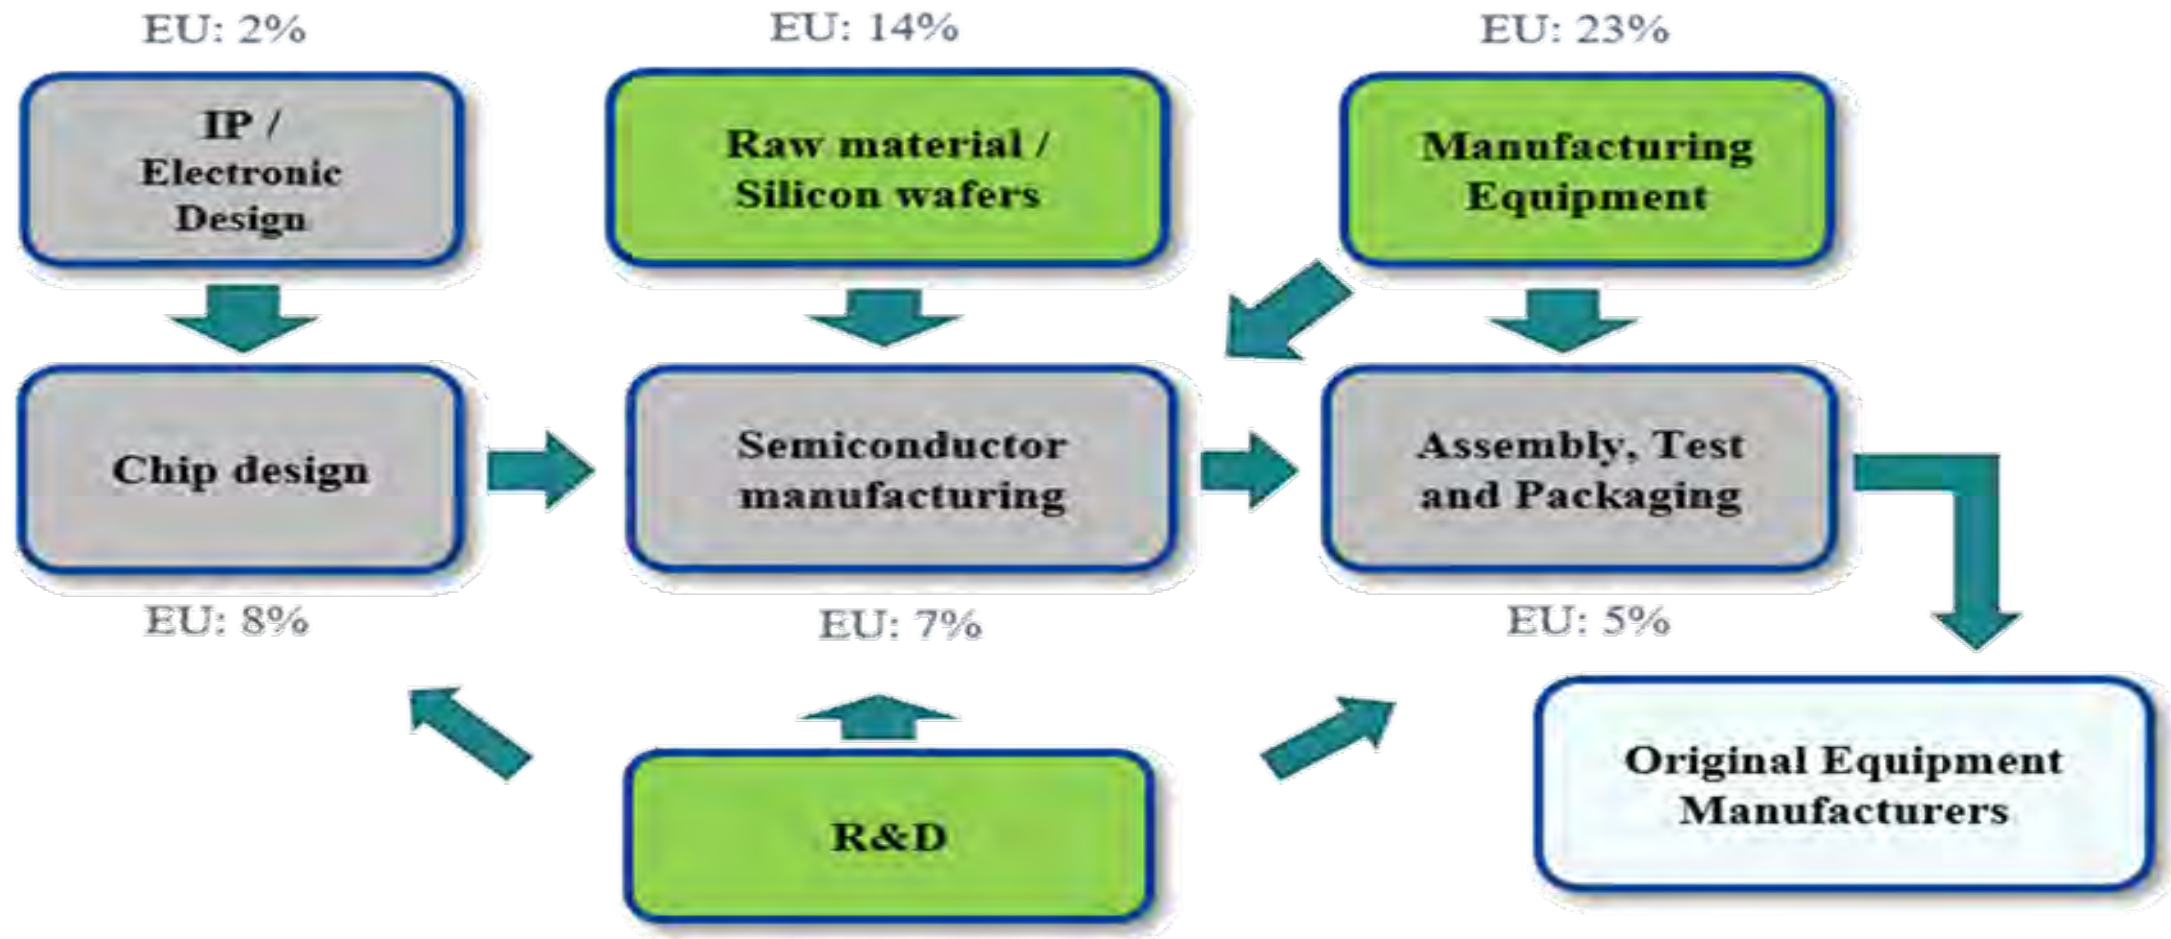 EU: 2%
EU: 14%
EU: 23%
IP /
Electronic
Design
Raw material /
Silicon wafers
Manufacturing
Equipment
Chip design
Semiconductor
manufacturing
Assembly, Test
and Packaging
EU: 8%
EU: 7%
EU: 5%
R&D
Original Equipment
Manufacturers